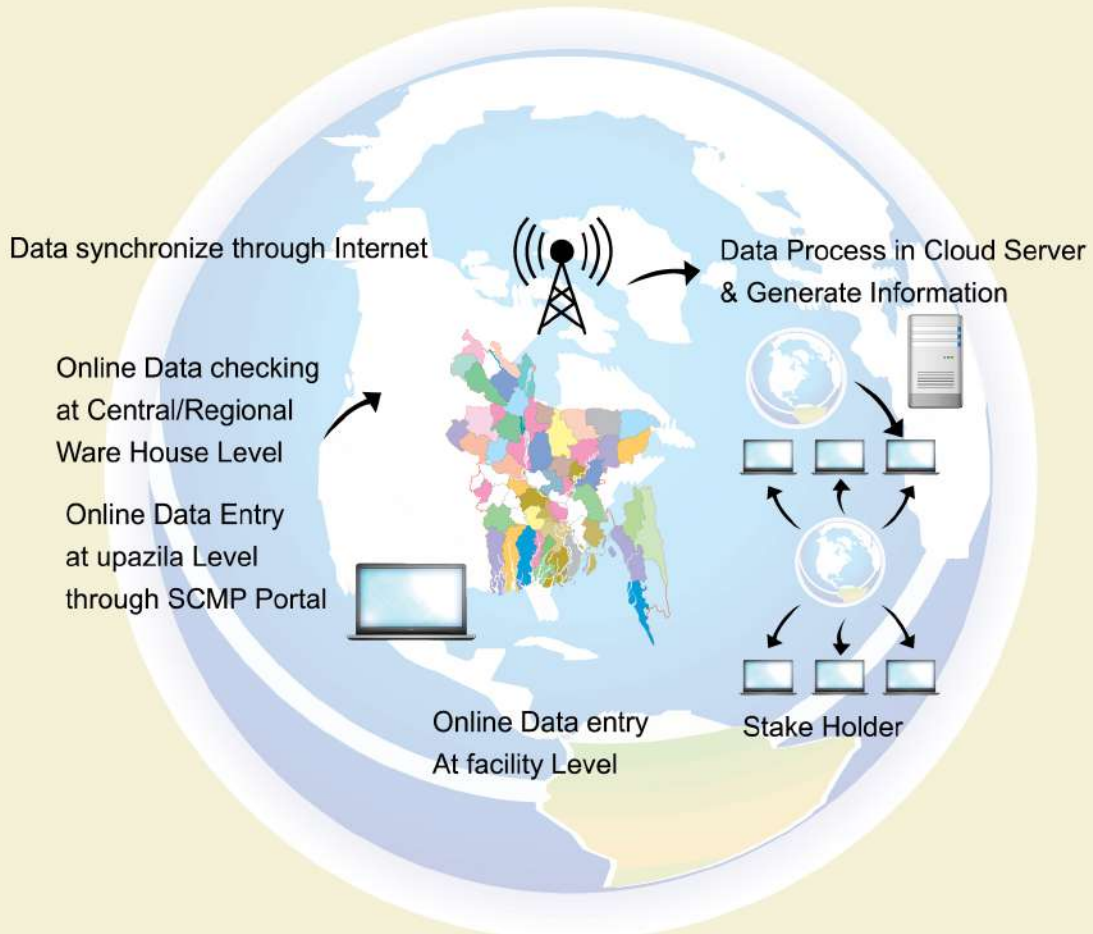 Data synchronize through Internet
Data Process in Cloud Server
& Generate Information
Online Data checking
at Central/Regional
Ware House Level
Online Data Entry
at upazila Level
through SCMP Portal
Online Data entry
At facility Level
Stake Holder